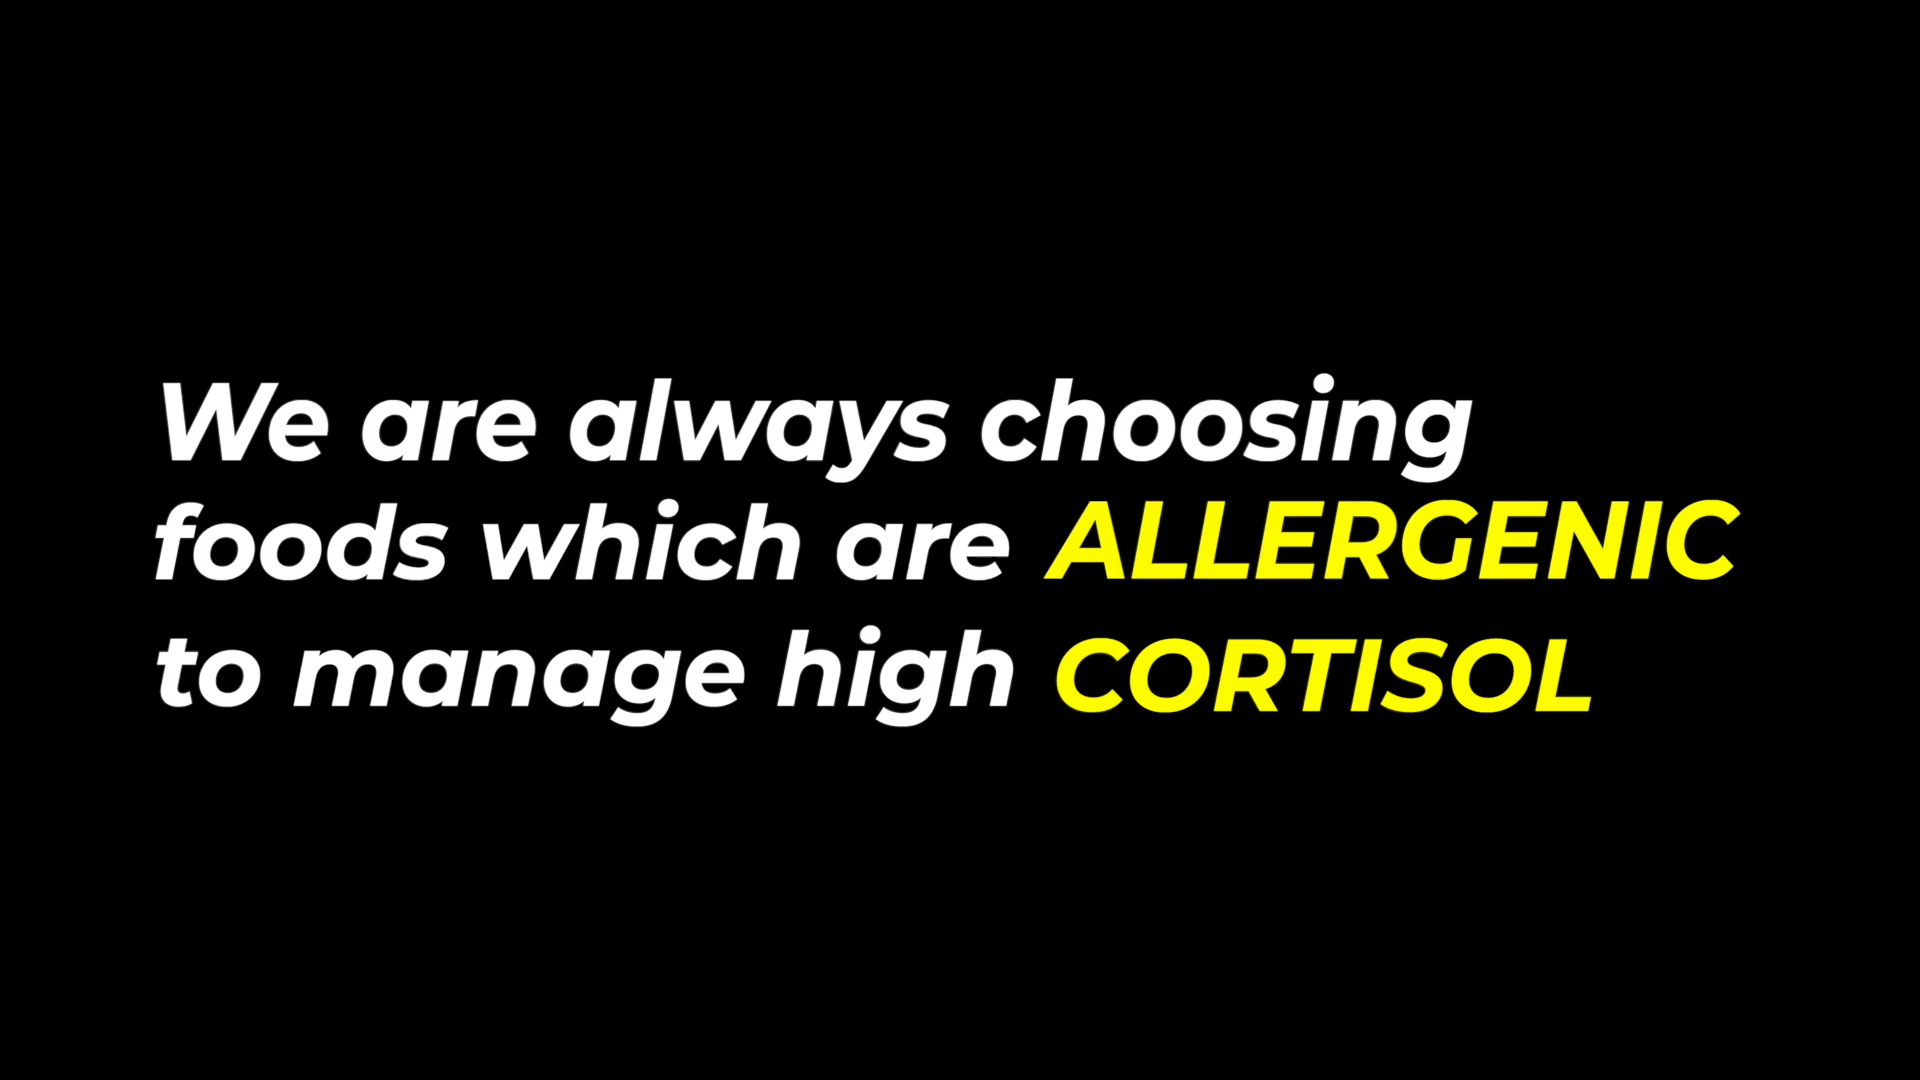 We are always choosing
foods which are ALLERGENIC
to manage high CORTISOL